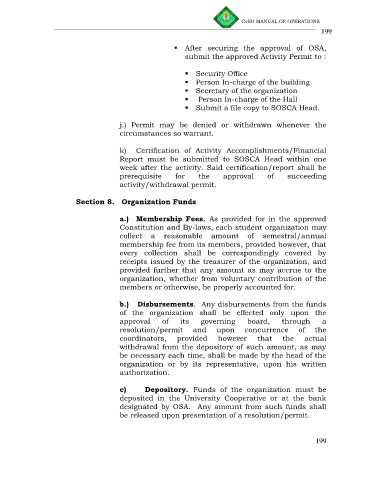 CvSU MANUAL OF OPERATIONS
199
▪ After securing the approval of OSA,
submit the approved Activity Permit to :
▪ Security Office
▪ Person In-charge of the building
▪ Secretary of the organization
▪ Person In-charge of the Hall
▪ Submit a file copy to SOSCA Head.
j.) Permit may be denied or withdrawn whenever the
circumstances so warrant.
k) Certification of Activity Accomplishments/Financial
Report must be submitted to SOSCA Head within one
week after the activity. Said certification/report shall be
prerequisite for the approval of succeeding
activity/withdrawal permit.
Section 8. Organization Funds
a.) Membership Fees. As provided for in the approved
Constitution and By-laws, each student organization may
collect a reasonable amount of semestral/annual
membership fee from its members, provided however, that
every collection shall be correspondingly covered by
receipts issued by the treasurer of the organization, and
provided further that any amount as may accrue to the
organization, whether from voluntary contribution of the
members or otherwise, be properly accounted for.
b.) Disbursements. Any disbursements from the funds
of the organization shall be effected only upon the
approval of its governing board, through a
resolution/permit and upon concurrence of the
coordinators, provided however that the actual
withdrawal from the depository of such amount, as may
be necessary each time, shall be made by the head of the
organization or by its representative, upon his written
authorization.
c) Depository. Funds of the organization must be
deposited in the University Cooperative or at the bank
designated by OSA. Any amount from such funds shall
be released upon presentation of a resolution/permit.
199